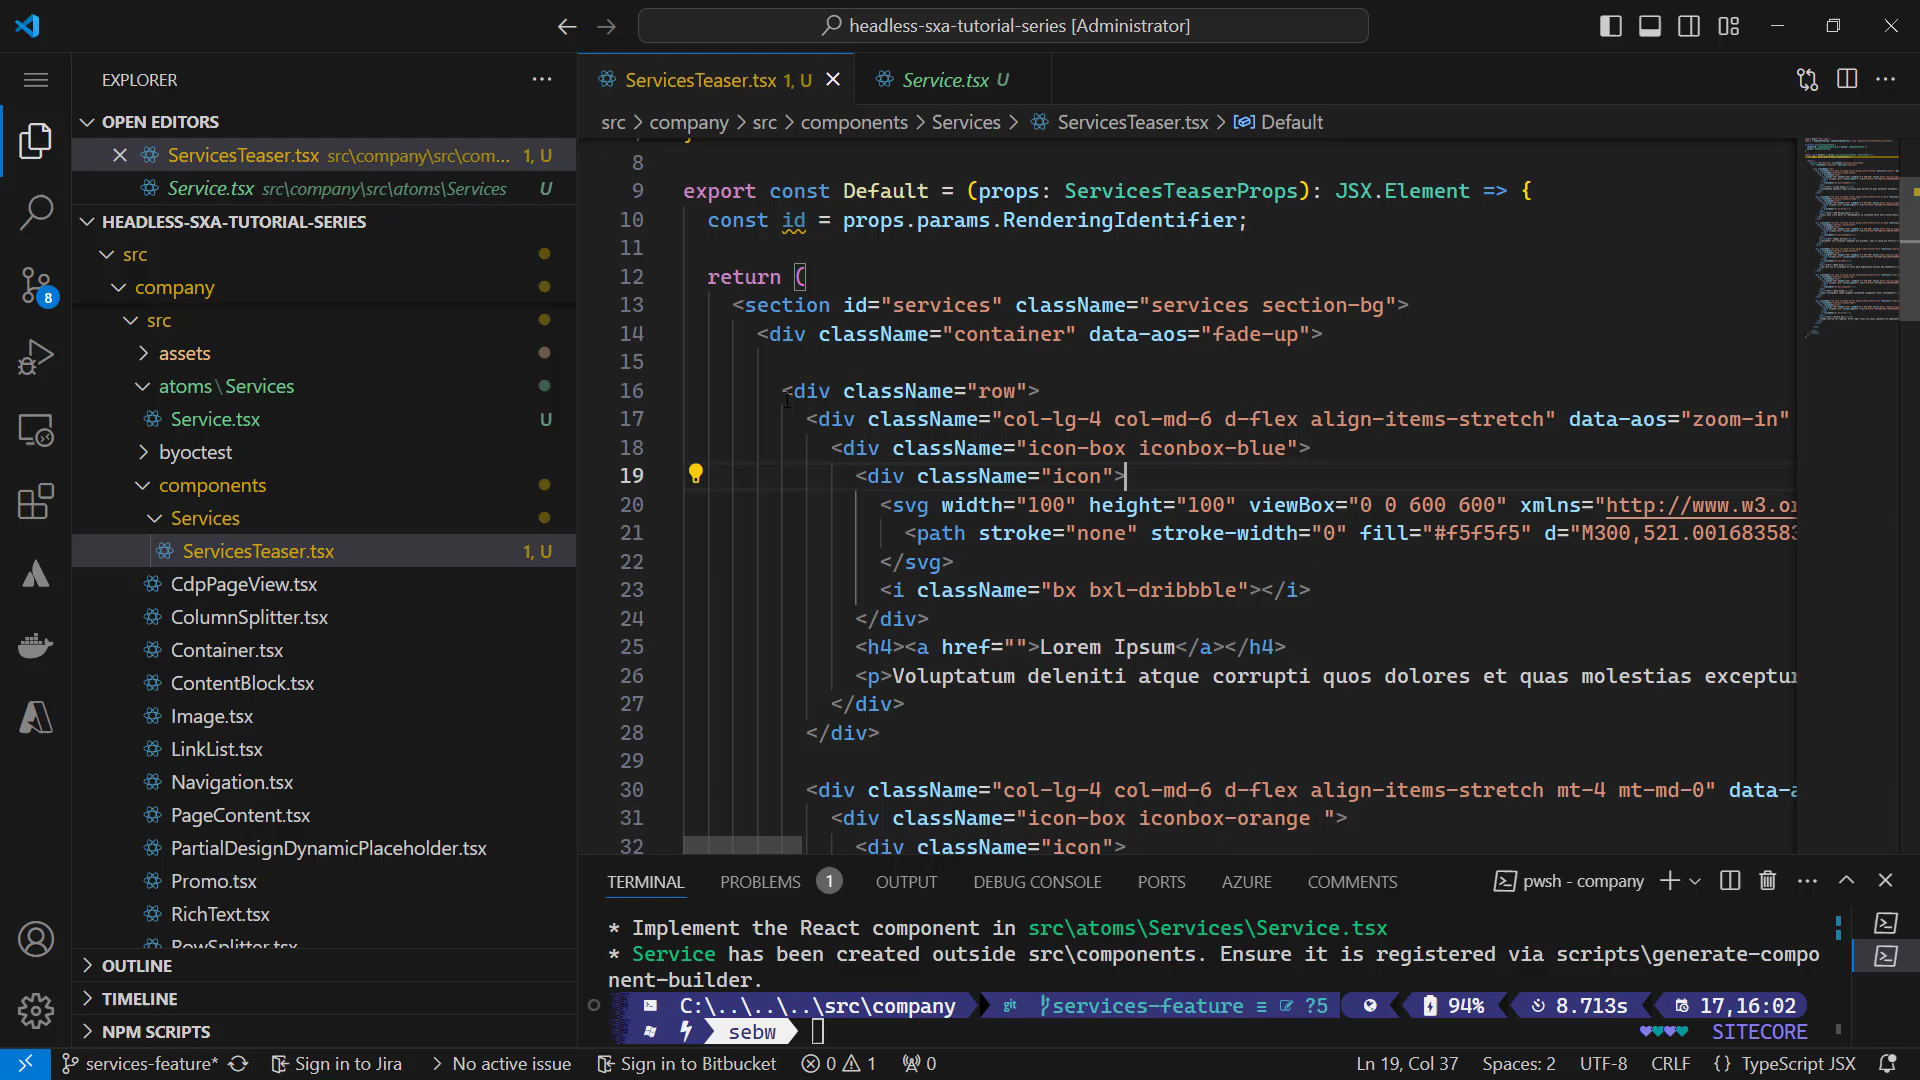 headless-sxa-tutorial-series [Administrator]
EXPLORER
OPEN EDITORS
ServicesTeaser.tsx src\company\src\com... 1, U
Service.tsx src\company\src\atoms\Services U
HEADLESS-SXA-TUTORIAL-SERIES
src
company
src
assets
atoms\Services
Service.tsx U
byoctest
components
Services
ServicesTeaser.tsx 1, U
CdpPageView.tsx
ColumnSplitter.tsx
Container.tsx
ContentBlock.tsx
Image.tsx
LinkList.tsx
Navigation.tsx
PageContent.tsx
PartialDesignDynamicPlaceholder.tsx
Promo.tsx
RichText.tsx
RowSplitter.tsx
OUTLINE
TIMELINE
NPM SCRIPTS
8
ServicesTeaser.tsx 1, U
Service.tsx U
src > company > src > components > Services > ServicesTeaser.tsx > Default
8
9 export const Default = (props: ServicesTeaserProps): JSX.Element => {
10 const id = props.params.RenderingIdentifier;
11
12 return (
13 <section id="services" className="services section-bg">
14 <div className="container" data-aos="fade-up">
15
16 <div className="row">
17 <div className="col-lg-4 col-md-6 d-flex align-items-stretch" data-aos="zoom-in"
18 <div className="icon-box iconbox-blue">
19 <div className="icon">
20 <svg width="100" height="100" viewBox="0 0 600 600" xmlns="http://www.w3.or
21 <path stroke="none" stroke-width="0" fill="#f5f5f5" d="M300,521.001683583
22 </svg>
23 <i className="bx bxl-dribbble"></i>
24 </div>
25 <h4><a href="">Lorem Ipsum</a></h4>
26 <p>Voluptatum deleniti atque corrupti quos dolores et quas molestias exceptur
27 </div>
28 </div>
29
30 <div className="col-lg-4 col-md-6 d-flex align-items-stretch mt-4 mt-md-0" data-a
31 <div className="icon-box iconbox-orange ">
32 <div className="icon">
TERMINAL PROBLEMS 1 OUTPUT DEBUG CONSOLE PORTS AZURE COMMENTS pwsh - company
* Implement the React component in src\atoms\Services\Service.tsx
* Service has been created outside src\components. Ensure it is registered via scripts\generate-compo
nent-builder.
C:\..\..\..\src\company git services-feature ≡ ?5 94% 8.713s 17,16:02
sebw SITECORE
services-feature* Sign in to Jira No active issue Sign in to Bitbucket 0 1 0 Ln 19, Col 37 Spaces: 2 UTF-8 CRLF {} TypeScript JSX